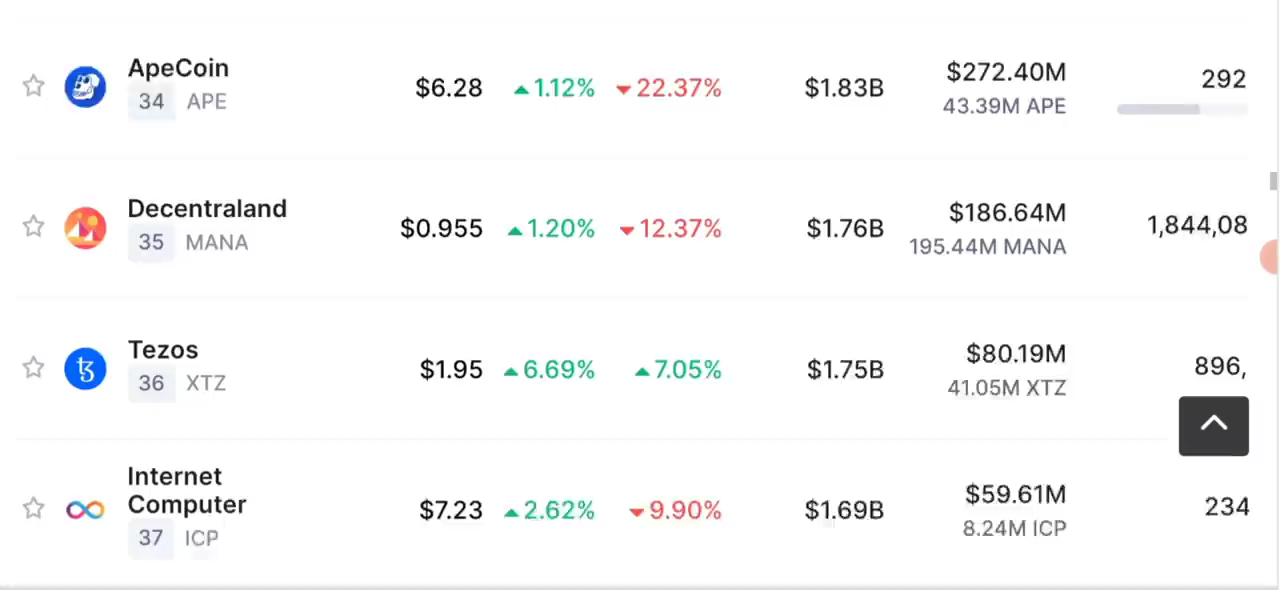 ApeCoin
34 APE $6.28 1.12% 22.37% $1.83B $272.40M 292
43.39M APE
Decentraland
35 MANA $0.955 1.20% 12.37% $1.76B $186.64M 1,844,08
195.44M MANA
Tezos
36 XTZ $1.95 6.69% 7.05% $1.75B $80.19M 896,
41.05M XTZ
Internet
Computer
37 ICP $7.23 2.62% 9.90% $1.69B $59.61M 234
8.24M ICP